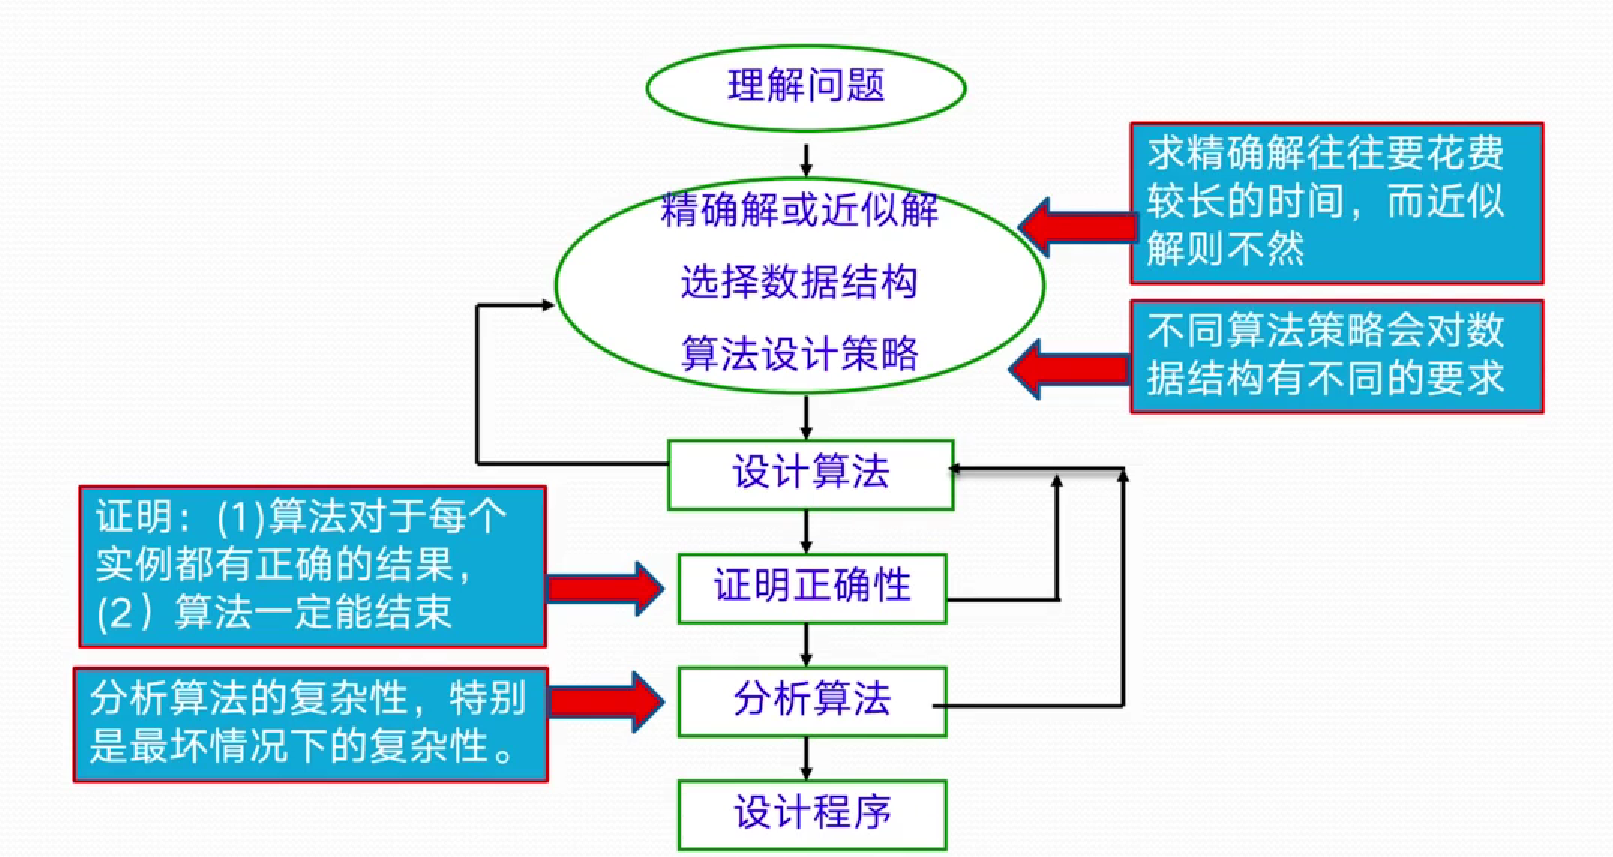 理解问题
求精确解往往要花费
较长的时间，而近似
解则不然
精确解或近似解
选择数据结构
算法设计策略
不同算法策略会对数
据结构有不同的要求
设计算法
证明：(1)算法对于每个
实例都有正确的结果，
(2）算法一定能结束
证明正确性
分析算法的复杂性，特别
是最坏情况下的复杂性。
分析算法
设计程序